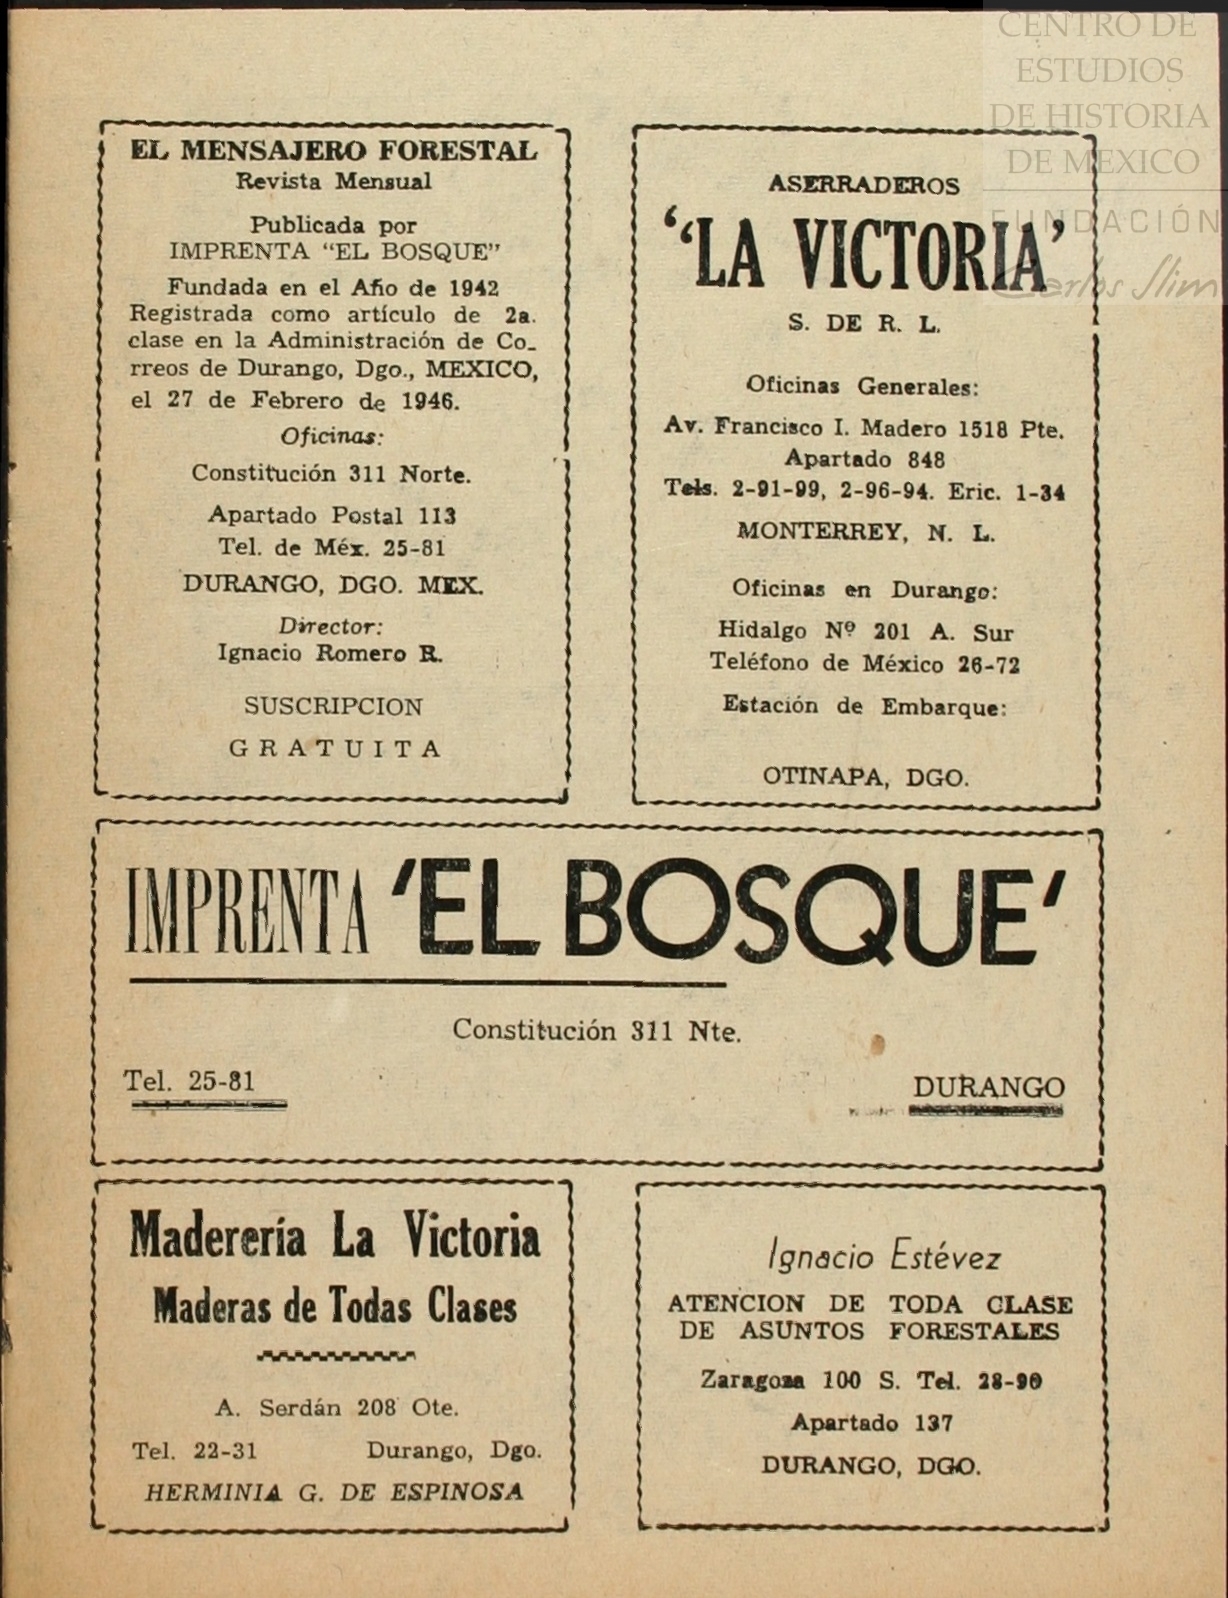 CENTRO DE
ESTUDIOS
DE HISTORIA
DE MEXICO
FUNDACIÓN
Carlos Slim
EL MENSAJERO FORESTAL
Revista Mensual
Publicada por
IMPRENTA "EL BOSQUE"
Fundada en el Año de 1942
Registrada como artículo de 2a.
clase en la Administración de Co_
rreos de Durango, Dgo., MEXICO,
el 27 de Febrero de 1946.
Oficinas:
Constitución 311 Norte.
Apartado Postal 113
Tel. de Méx. 25-81
DURANGO, DGO. MEX.
Director:
Ignacio Romero R.
SUSCRIPCION
GRATUITA
ASERRADEROS
"LA VICTORIA'
S. DE R. L.
Oficinas Generales:
Av. Francisco I. Madero 1518 Pte.
Apartado 848
Tels. 2-91-99, 2-96-94. Eric. 1-34
MONTERREY, N. L.
Oficinas en Durango:
Hidalgo Nº 201 A. Sur
Teléfono de México 26-72
Estación de Embarque:
OTINAPA, DGO.
IMPRENTA 'EL BOSQUE'
Constitución 311 Nte.
Tel. 25-81 DURANGO
Maderería La Victoria
Maderas de Todas Clases
A. Serdán 208 Ote.
Tel. 22-31 Durango, Dgo.
HERMINIA G. DE ESPINOSA
Ignacio Estévez
ATENCION DE TODA CLASE
DE ASUNTOS FORESTALES
Zaragoza 100 S. Tel. 28-90
Apartado 137
DURANGO, DGO.